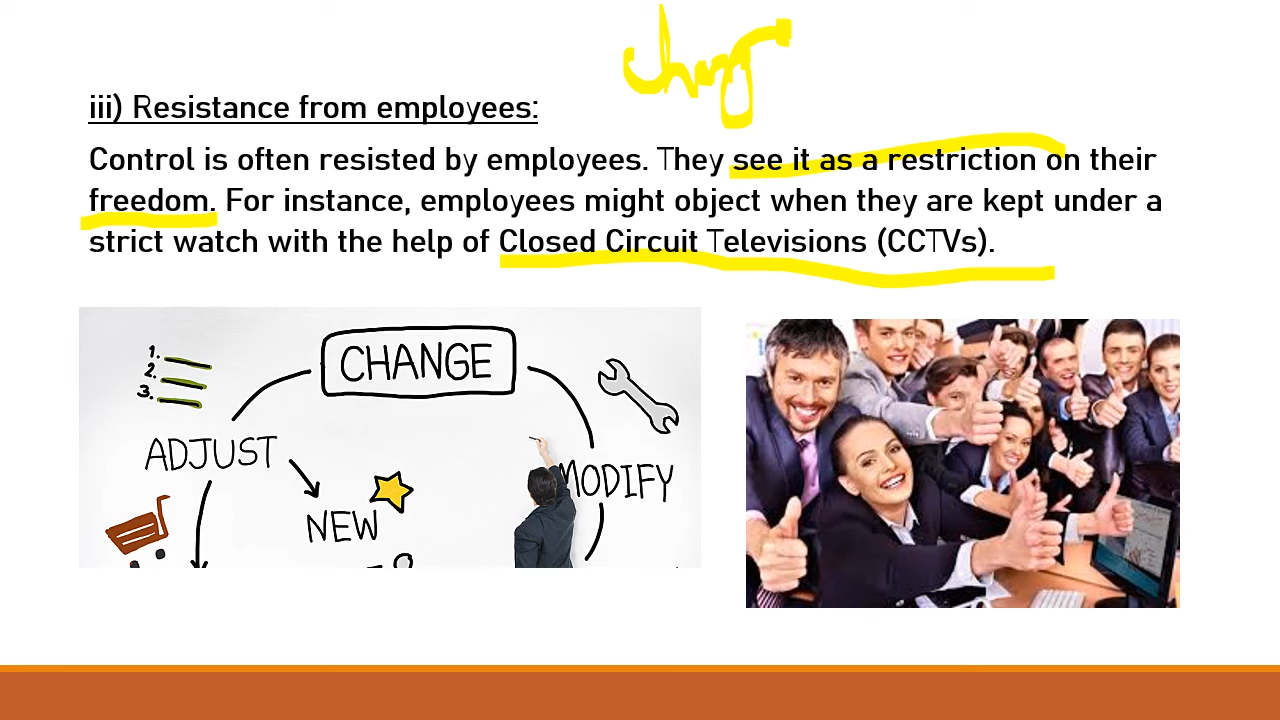 iii) Resistance from employees:
Control is often resisted by employees. They see it as a restriction on their
freedom. For instance, employees might object when they are kept under a
strict watch with the help of Closed Circuit Televisions (CCTVs).
1.
2.
3.
CHANGE
ADJUST
MODIFY
NEW